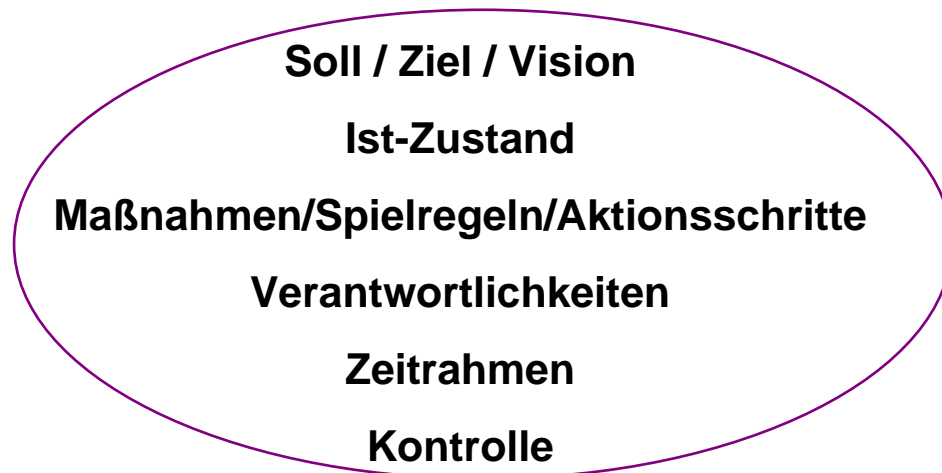 Soll / Ziel / Vision
Ist-Zustand
Maßnahmen/Spielregeln/Aktionsschritte
Verantwortlichkeiten
Zeitrahmen
Kontrolle